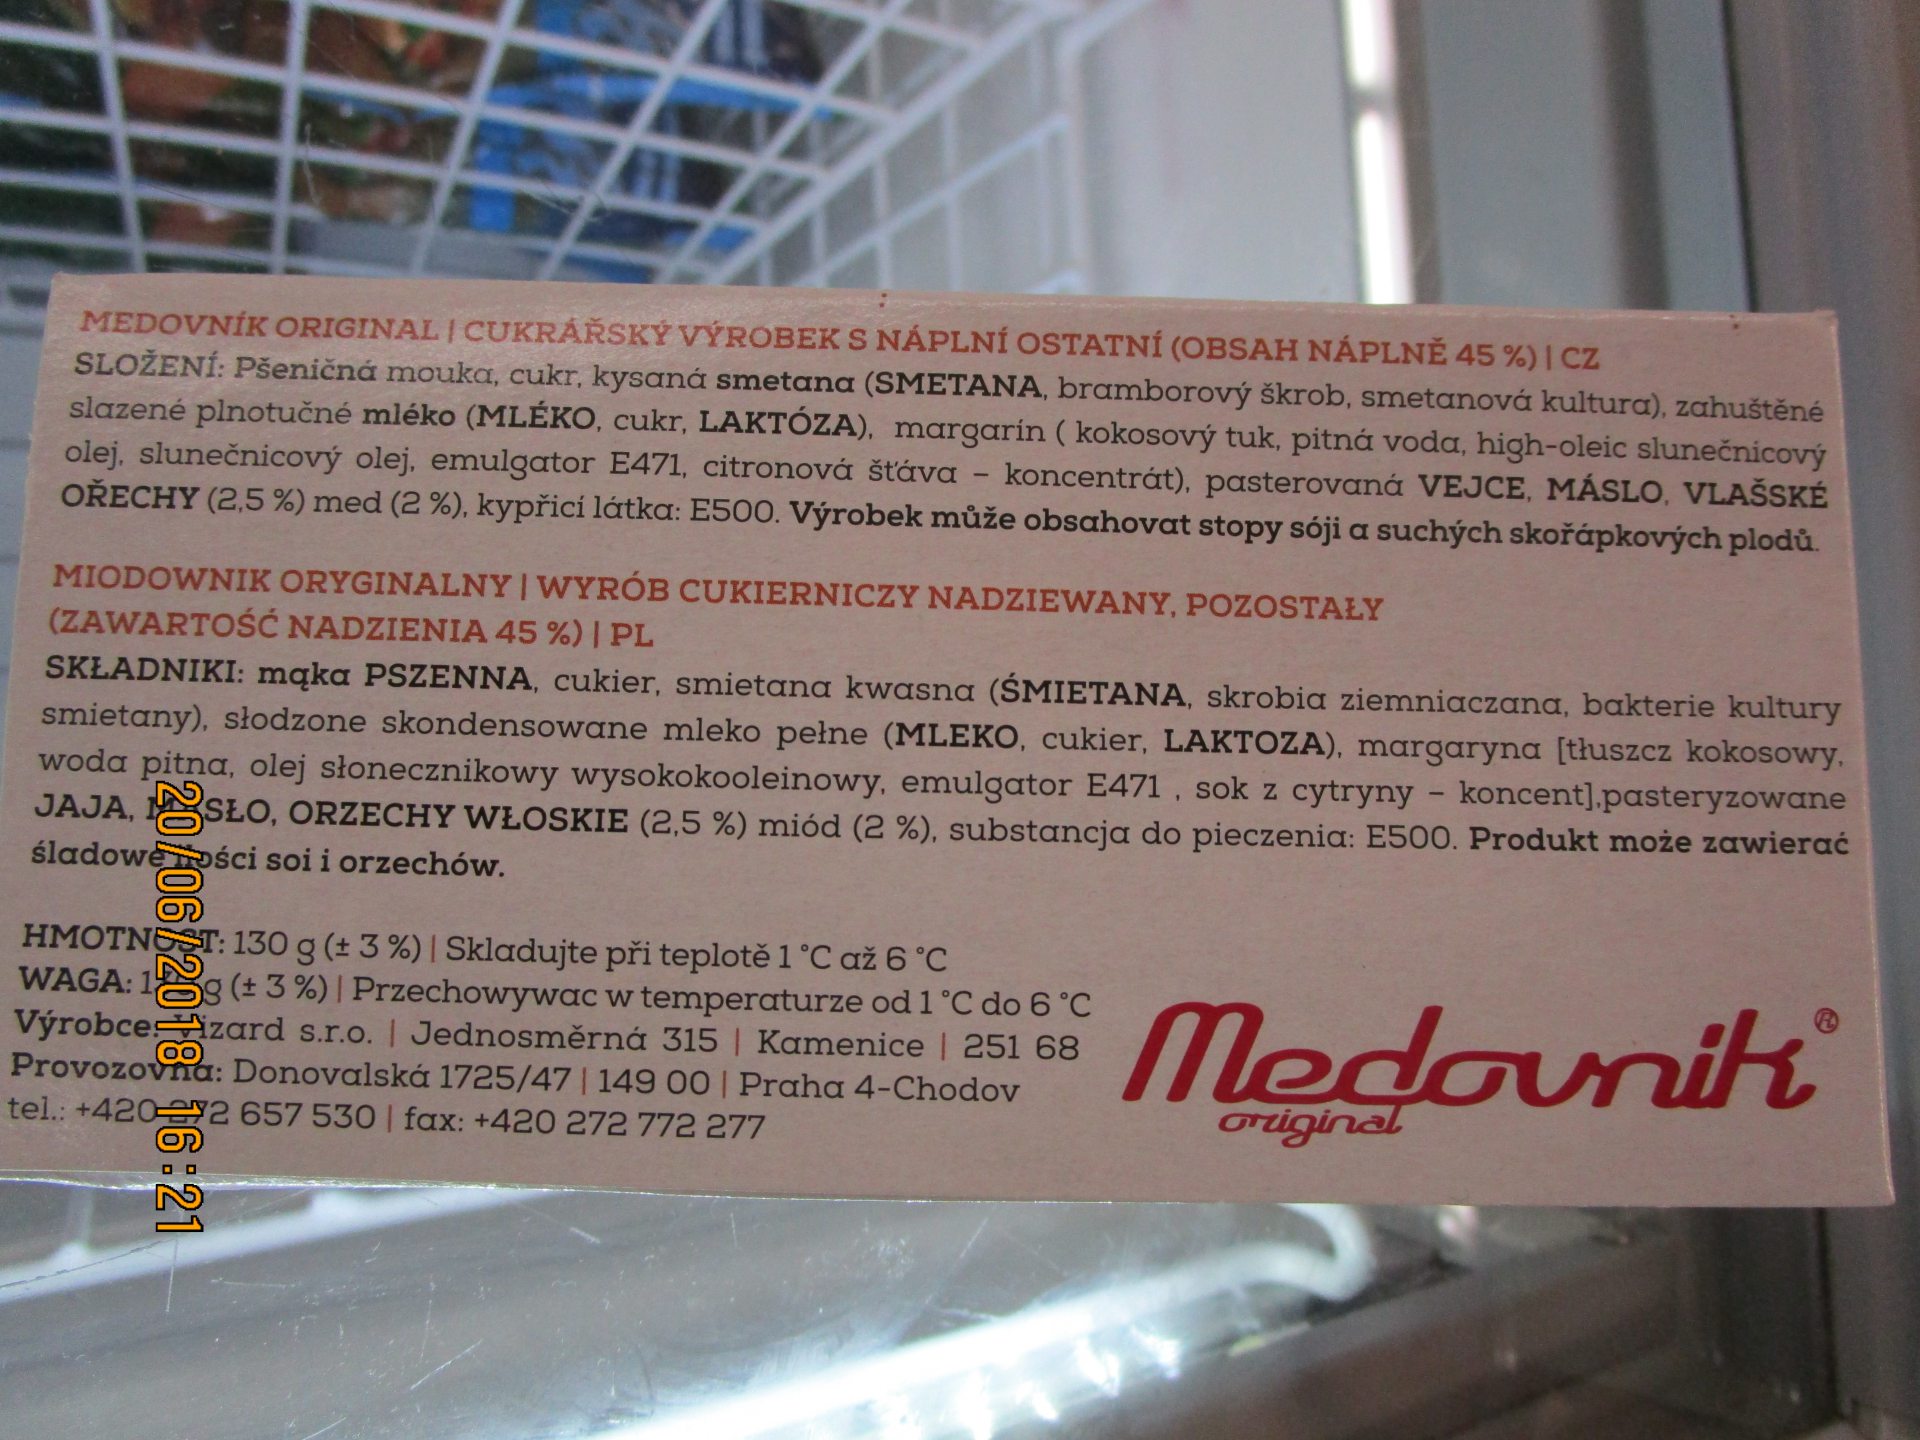 MEDOVNÍK ORIGINAL | CUKRÁŘSKÝ VÝROBEK S NÁPLNÍ OSTATNÍ (OBSAH NÁPLNĚ 45 %) | CZ
SLOŽENÍ: Pšeničná mouka, cukr, kysaná smetana (SMETANA, bramborový škrob, smetanová kultura), zahuštěné
slazené plnotučné mléko (MLÉKO, cukr, LAKTÓZA), margarín ( kokosový tuk, pitná voda, high-oleic slunečnicový
olej, slunečnicový olej, emulgator E471, citronová šťáva – koncentrát), pasterovaná VEJCE, MÁSLO, VLAŠSKÉ
OŘECHY (2,5 %) med (2 %), kypřicí látka: E500. Výrobek může obsahovat stopy sóji a suchých skořápkových plodů.
MIODOWNIK ORYGINALNY | WYRÓB CUKIERNICZY NADZIEWANY, POZOSTAŁY
(ZAWARTOŚĆ NADZIENIA 45 %) | PL
SKŁADNIKI: mąka PSZENNA, cukier, smietana kwasna (ŚMIETANA, skrobia ziemniaczana, bakterie kultury
smietany), słodzone skondensowane mleko pełne (MLEKO, cukier, LAKTOZA), margaryna [tłuszcz kokosowy,
woda pitna, olej słonecznikowy wysokokooleinowy, emulgator E471 , sok z cytryny – koncent],pasteryzowane
JAJA, MASŁO, ORZECHY WŁOSKIE (2,5 %) miód (2 %), substancja do pieczenia: E500. Produkt może zawierać
śladowe ilości soi i orzechów.
HMOTNOST: 130 g (± 3 %) | Skladujte při teplotě 1 °C až 6 °C
WAGA: 130 g (± 3 %) | Przechowywac w temperaturze od 1 °C do 6 °C
Výrobce: Vizard s.r.o. | Jednosměrná 315 | Kamenice | 251 68
Provozovna: Donovalská 1725/47 | 149 00 | Praha 4-Chodov
tel.: +420 272 657 530 | fax: +420 272 772 277
Medovnik ®
original
20/06/2018 16:21